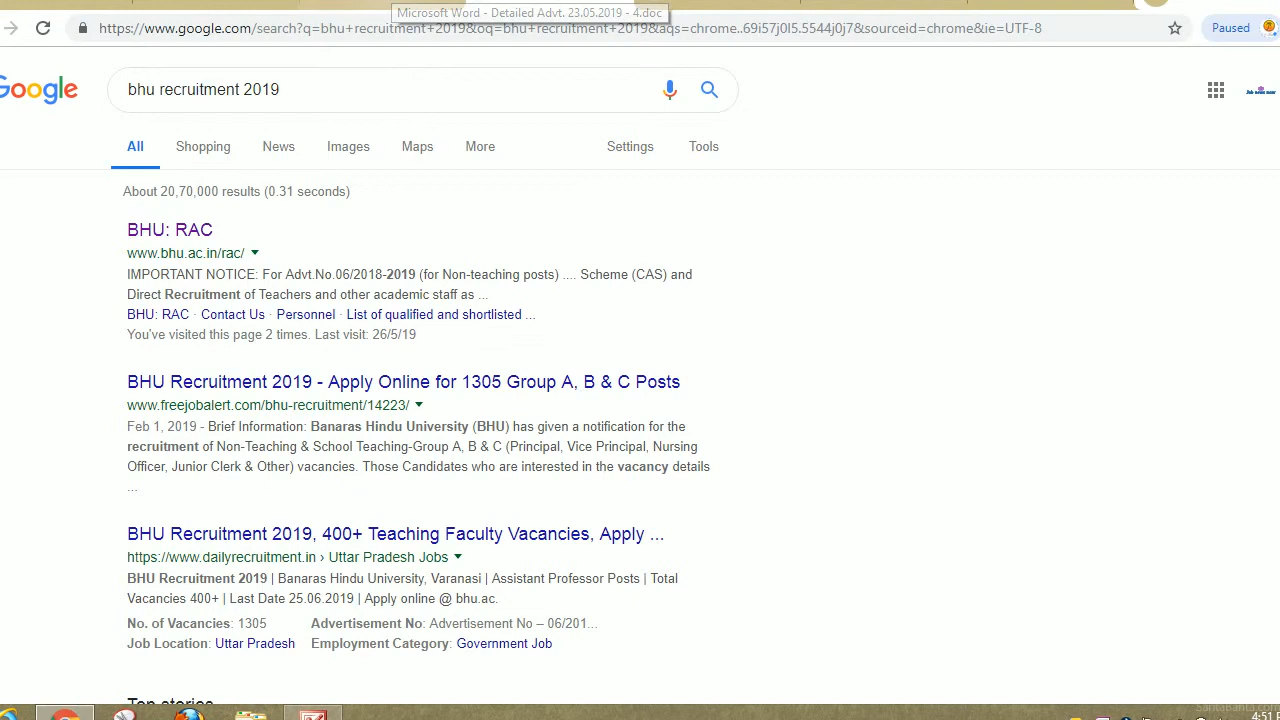 Microsoft Word - Detailed Advt. 23.05.2019 - 4.doc
https://www.google.com/search?q=bhu+recruitment+2019&oq=bhu+recruitment+2019&aqs=chrome..69i57j0l5.5544j0j7&sourceid=chrome&ie=UTF-8
Paused
Google
bhu recruitment 2019
All Shopping News Images Maps More Settings Tools
About 20,70,000 results (0.31 seconds)
BHU: RAC
www.bhu.ac.in/rac/
IMPORTANT NOTICE: For Advt.No.06/2018-2019 (for Non-teaching posts) .... Scheme (CAS) and
Direct Recruitment of Teachers and other academic staff as ...
BHU: RAC · Contact Us · Personnel · List of qualified and shortlisted ...
You've visited this page 2 times. Last visit: 26/5/19
BHU Recruitment 2019 - Apply Online for 1305 Group A, B & C Posts
www.freejobalert.com/bhu-recruitment/14223/
Feb 1, 2019 - Brief Information: Banaras Hindu University (BHU) has given a notification for the
recruitment of Non-Teaching & School Teaching-Group A, B & C (Principal, Vice Principal, Nursing
Officer, Junior Clerk & Other) vacancies. Those Candidates who are interested in the vacancy details
...
BHU Recruitment 2019, 400+ Teaching Faculty Vacancies, Apply ...
https://www.dailyrecruitment.in › Uttar Pradesh Jobs
BHU Recruitment 2019 | Banaras Hindu University, Varanasi | Assistant Professor Posts | Total
Vacancies 400+ | Last Date 25.06.2019 | Apply online @ bhu.ac.
No. of Vacancies: 1305 Advertisement No: Advertisement No – 06/201...
Job Location: Uttar Pradesh Employment Category: Government Job
Top stories
SantaBanta.com
4:51